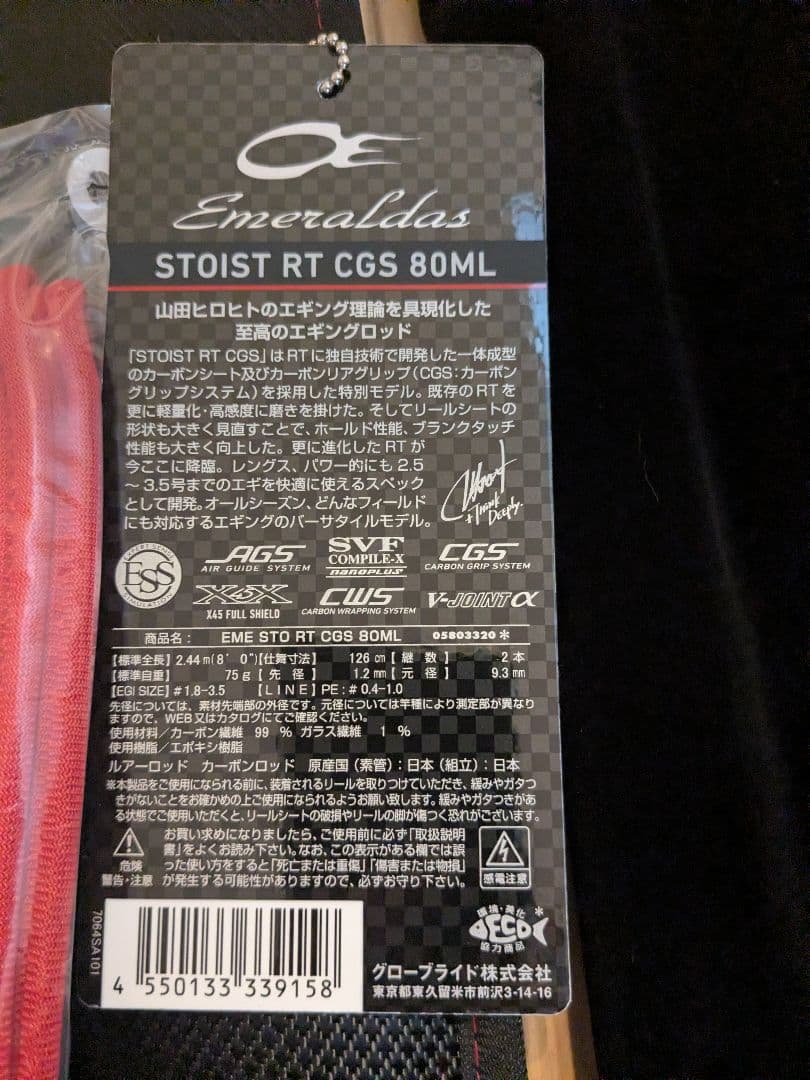 Emeraldas
STOIST RT CGS 80ML
山田ヒロヒトのエギング理論を具現化した
至高のエギングロッド
「STOIST RT CGS」はRTに独自技術で開発した一体成型
のカーボンシート及びカーボンリアグリップ(CGS:カーボン
グリップシステム)を採用した特別モデル。既存のRTを
更に軽量化・高感度に磨きを掛けた。そしてリールシートの
形状も大きく見直すことで、ホールド性能、ブランクタッチ
性能も大きく向上した。更に進化したRTが
今ここに降臨。レングス、パワー的にも2.5
~3.5号までのエギを快適に使えるスペック
として開発。オールシーズン、どんなフィールド
にも対応するエギングのバーサタイルモデル。
+Think
Deeply.
ESS
AGS
AIR GUIDE SYSTEM
SVF
COMPILE-X
nanoplus
CGS
CARBON GRIP SYSTEM
X45X
X45 FULL SHIELD
CWS
CARBON WRAPPING SYSTEM
V-JOINT α
商品名: EME STO RT CGS 80ML 05803320*
【標準全長】2.44m(8'0")【仕舞寸法】 126cm【継数】 2本
【標準自重】 75g【先径】 1.2mm【元径】 9.3mm
【EGI SIZE】#1.8-3.5 【LINE】PE:#0.4-1.0
先径については、素材先端部の外径です。元径については竿種により測定部が異なり
ますので、WEB又はカタログにてご確認ください。
使用材料/カーボン繊維 99 % ガラス繊維 1 %
使用樹脂/エポキシ樹脂
ルアーロッド カーボンロッド 原産国(素管):日本(組立):日本
※本製品をご使用になられる前に、装着されるリールを取りつけていただき、緩みやガタつ
きがないことをお確かめの上ご使用になられるようお願い致します。緩みやガタつきがあ
る状態でご使用いただくと、リールシートの破損やリールの脚が傷つく恐れがございます。
危険
警告・注意
お買い求めになりましたら、ご使用前に必ず「取扱説明
書」をよくお読み下さい。なお、この表示がある欄では誤
った使い方をすると「死亡または重傷」「傷害または物損」
が発生する可能性がありますので、必ずお守り下さい。
感電注意
7064SA101
4 550133 339158
環境・美化
DECO
協力商品
*
グローブライド株式会社
東京都東久留米市前沢3-14-16